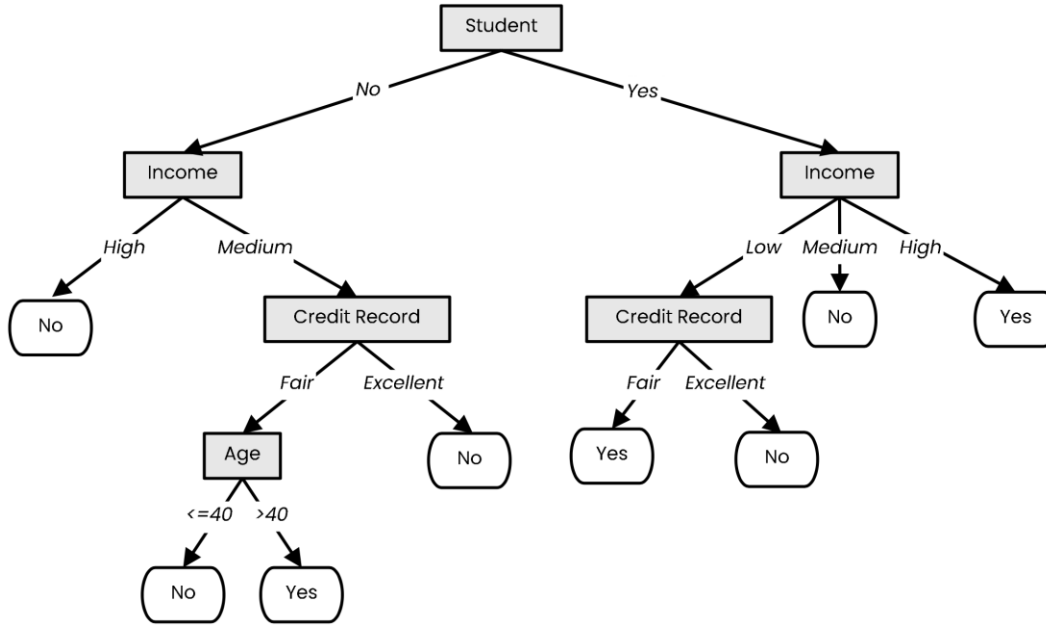 Student
No
Yes
Income
Income
High
Medium
Low
Medium
High
No
Credit Record
Credit Record
No
Yes
Fair
Excellent
Fair
Excellent
Age
No
Yes
No
<=40
>40
No
Yes